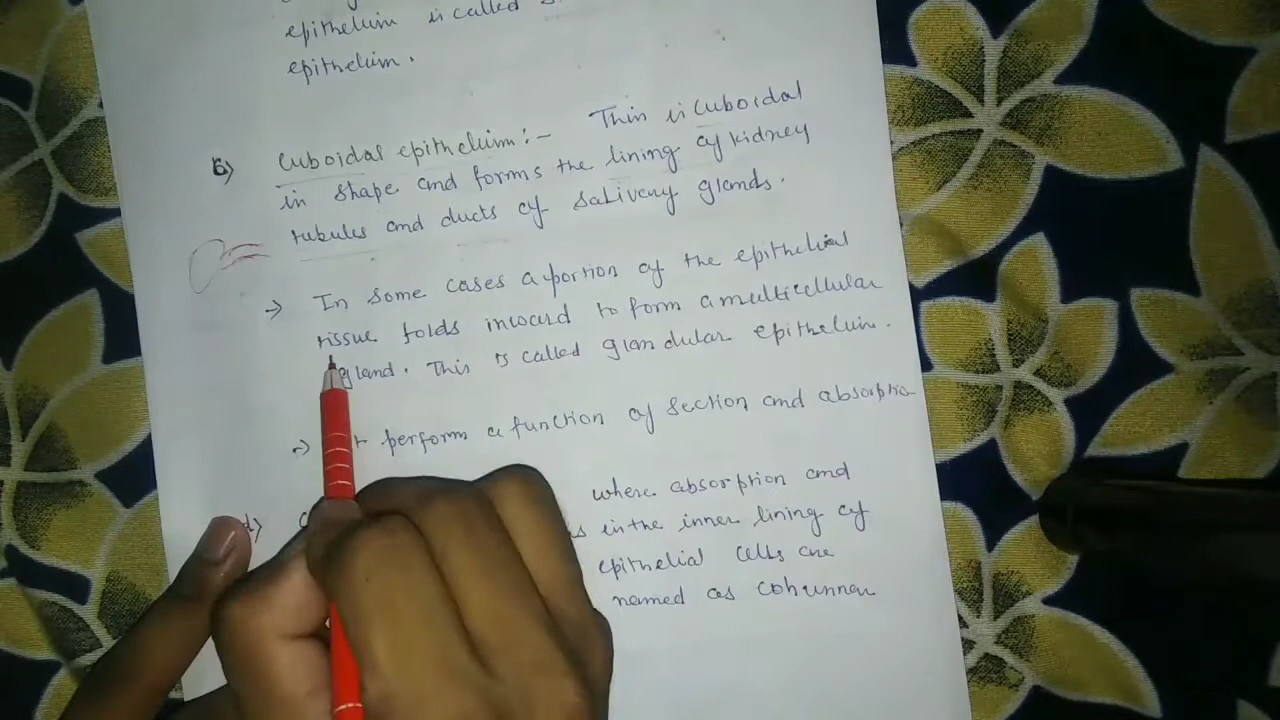 epithelium is called
epithelium.
c) Cuboidal epithelium:- This is cuboidal
in shape and forms the lining of kidney
tubules and ducts of salivary glands.
→ In some cases a portion of the epithelial
tissue folds inward to form a multicellular
gland. This is called glandular epithelium.
→ It perform a function of section and absorptio
d) where absorption and
in the inner lining of
epithelial cells are
named as columnar